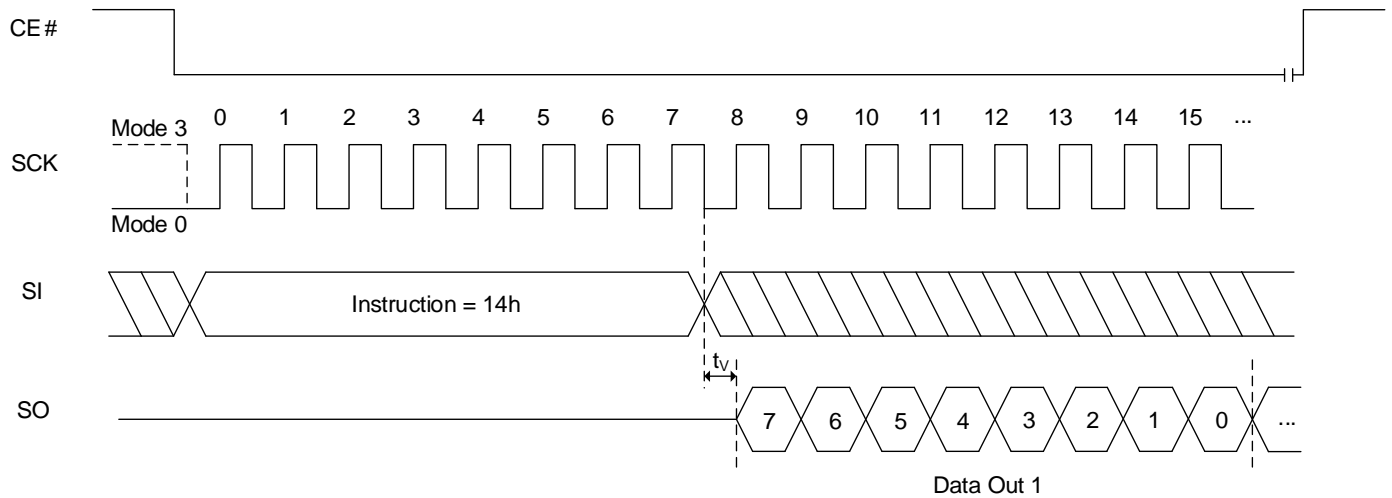 CE#
0 1 2 3 4 5 6 7 8 9 10 11 12 13 14 15 ...
Mode 3
SCK
Mode 0
SI
Instruction = 14h
tV
SO
7 6 5 4 3 2 1 0 ...
Data Out 1